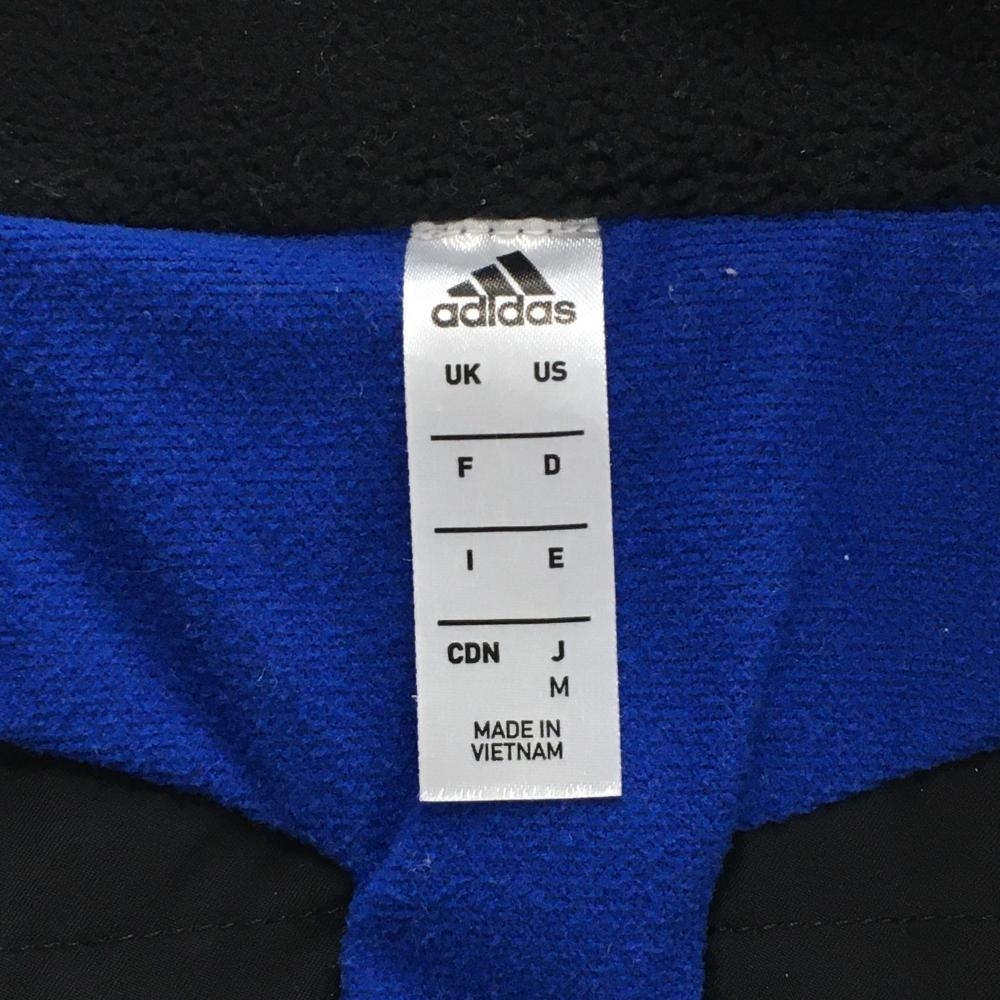 adidas
UK US
F D
I E
CDN J
M
MADE IN
VIETNAM